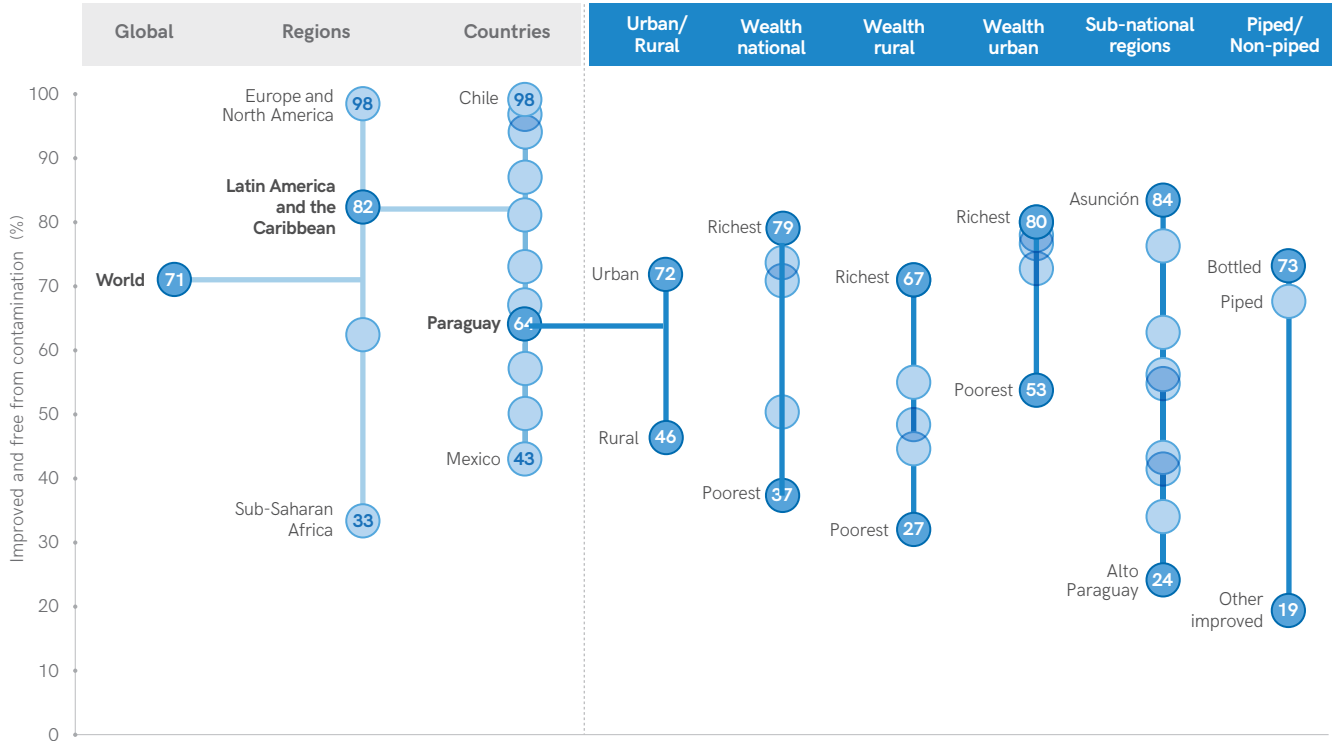 Global
Regions
Countries
Urban/
Rural
Wealth
national
Wealth
rural
Wealth
urban
Sub-national
regions
Piped/
Non-piped
Improved and free from contamination (%)
100
90
80
70
60
50
40
30
20
10
0
World
71
Europe and
North America
98
Latin America
and the
Caribbean
82
Sub-Saharan
Africa
33
Chile
98
Paraguay
64
Mexico
43
Urban
72
Rural
46
Richest
79
Poorest
37
Richest
67
Poorest
27
Richest
80
Poorest
53
Asunción
84
Alto
Paraguay
24
Bottled
73
Piped
Other
improved
19